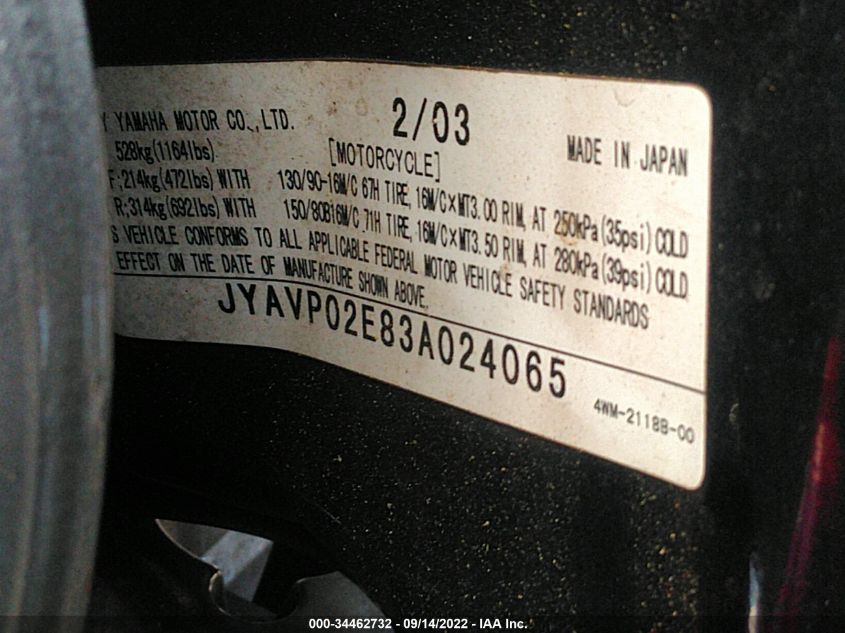 Y YAMAHA MOTOR CO.,LTD. 2/03 MADE IN JAPAN
528kg(1164lbs) [MOTORCYCLE]
F;214kg(472lbs) WITH 130/90-16M/C 67H TIRE, 16M/C×MT3.00 RIM, AT 250kPa(35psi) COLD
R;314kg(692lbs) WITH 150/80B16M/C 71H TIRE, 16M/C×MT3.50 RIM, AT 280kPa(39psi) COLD
S VEHICLE CONFORMS TO ALL APPLICABLE FEDERAL MOTOR VEHICLE SAFETY STANDARDS
EFFECT ON THE DATE OF MANUFACTURE SHOWN ABOVE.
JYAVP02E83A024065
4WM-2118B-00
000-34462732 - 09/14/2022 - IAA Inc.